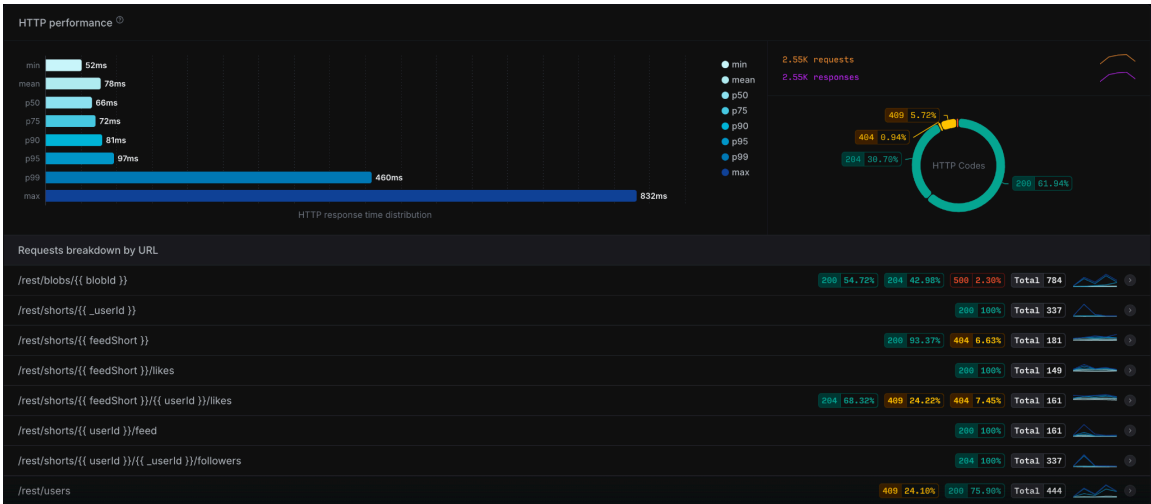 HTTP performance ?
min 52ms
mean 78ms
p50 66ms
p75 72ms
p90 81ms
p95 97ms
p99 460ms
max 832ms
HTTP response time distribution
min
mean
p50
p75
p90
p95
p99
max
2.55K requests
2.55K responses
409 5.72%
404 0.94%
204 30.70%
HTTP Codes
200 61.94%
Requests breakdown by URL
/rest/blobs/{{ blobId }} 200 54.72% 204 42.98% 500 2.30% Total 784
/rest/shorts/{{ _userId }} 200 100% Total 337
/rest/shorts/{{ feedShort }} 200 93.37% 404 6.63% Total 181
/rest/shorts/{{ feedShort }}/likes 200 100% Total 149
/rest/shorts/{{ feedShort }}/{{ userId }}/likes 204 68.32% 409 24.22% 404 7.45% Total 161
/rest/shorts/{{ userId }}/feed 200 100% Total 161
/rest/shorts/{{ userId }}/{{ _userId }}/followers 204 100% Total 337
/rest/users 409 24.10% 200 75.90% Total 444